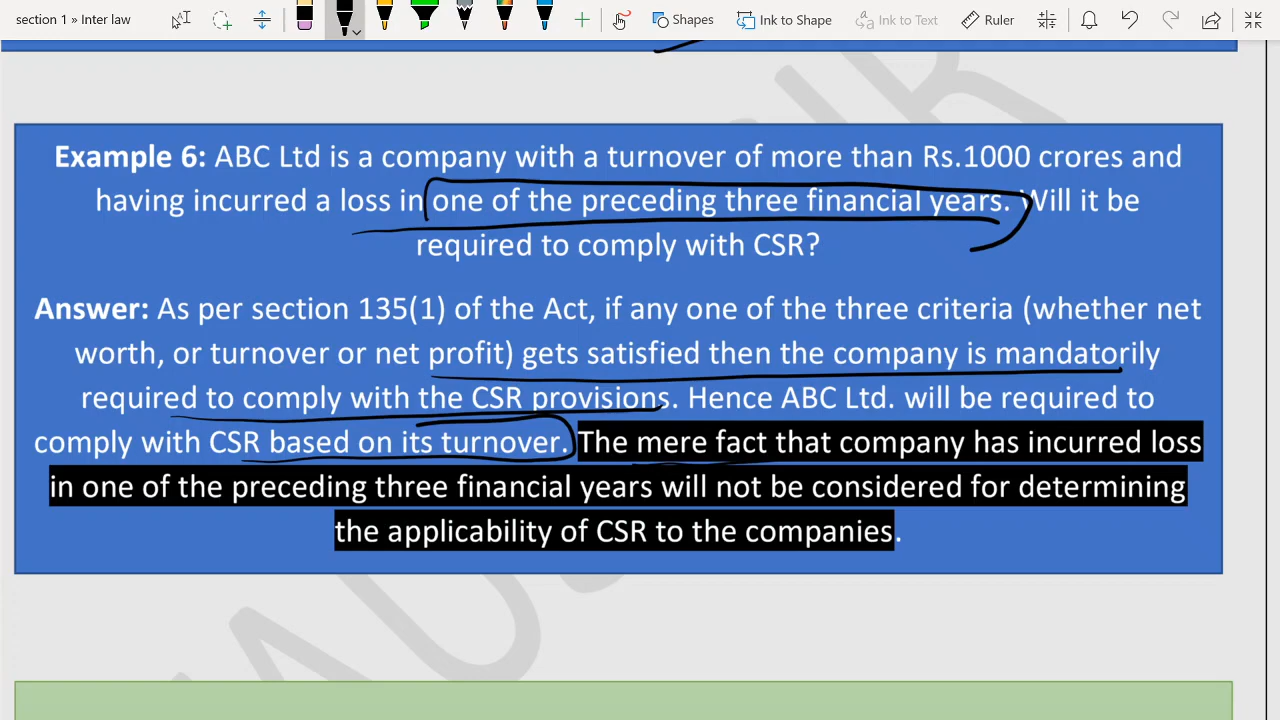 section 1 » Inter law
Shapes
Ink to Shape
Ink to Text
Ruler
Example 6: ABC Ltd is a company with a turnover of more than Rs.1000 crores and
having incurred a loss in one of the preceding three financial years. Will it be
required to comply with CSR?
Answer: As per section 135(1) of the Act, if any one of the three criteria (whether net
worth, or turnover or net profit) gets satisfied then the company is mandatorily
required to comply with the CSR provisions. Hence ABC Ltd. will be required to
comply with CSR based on its turnover. The mere fact that company has incurred loss
in one of the preceding three financial years will not be considered for determining
the applicability of CSR to the companies.